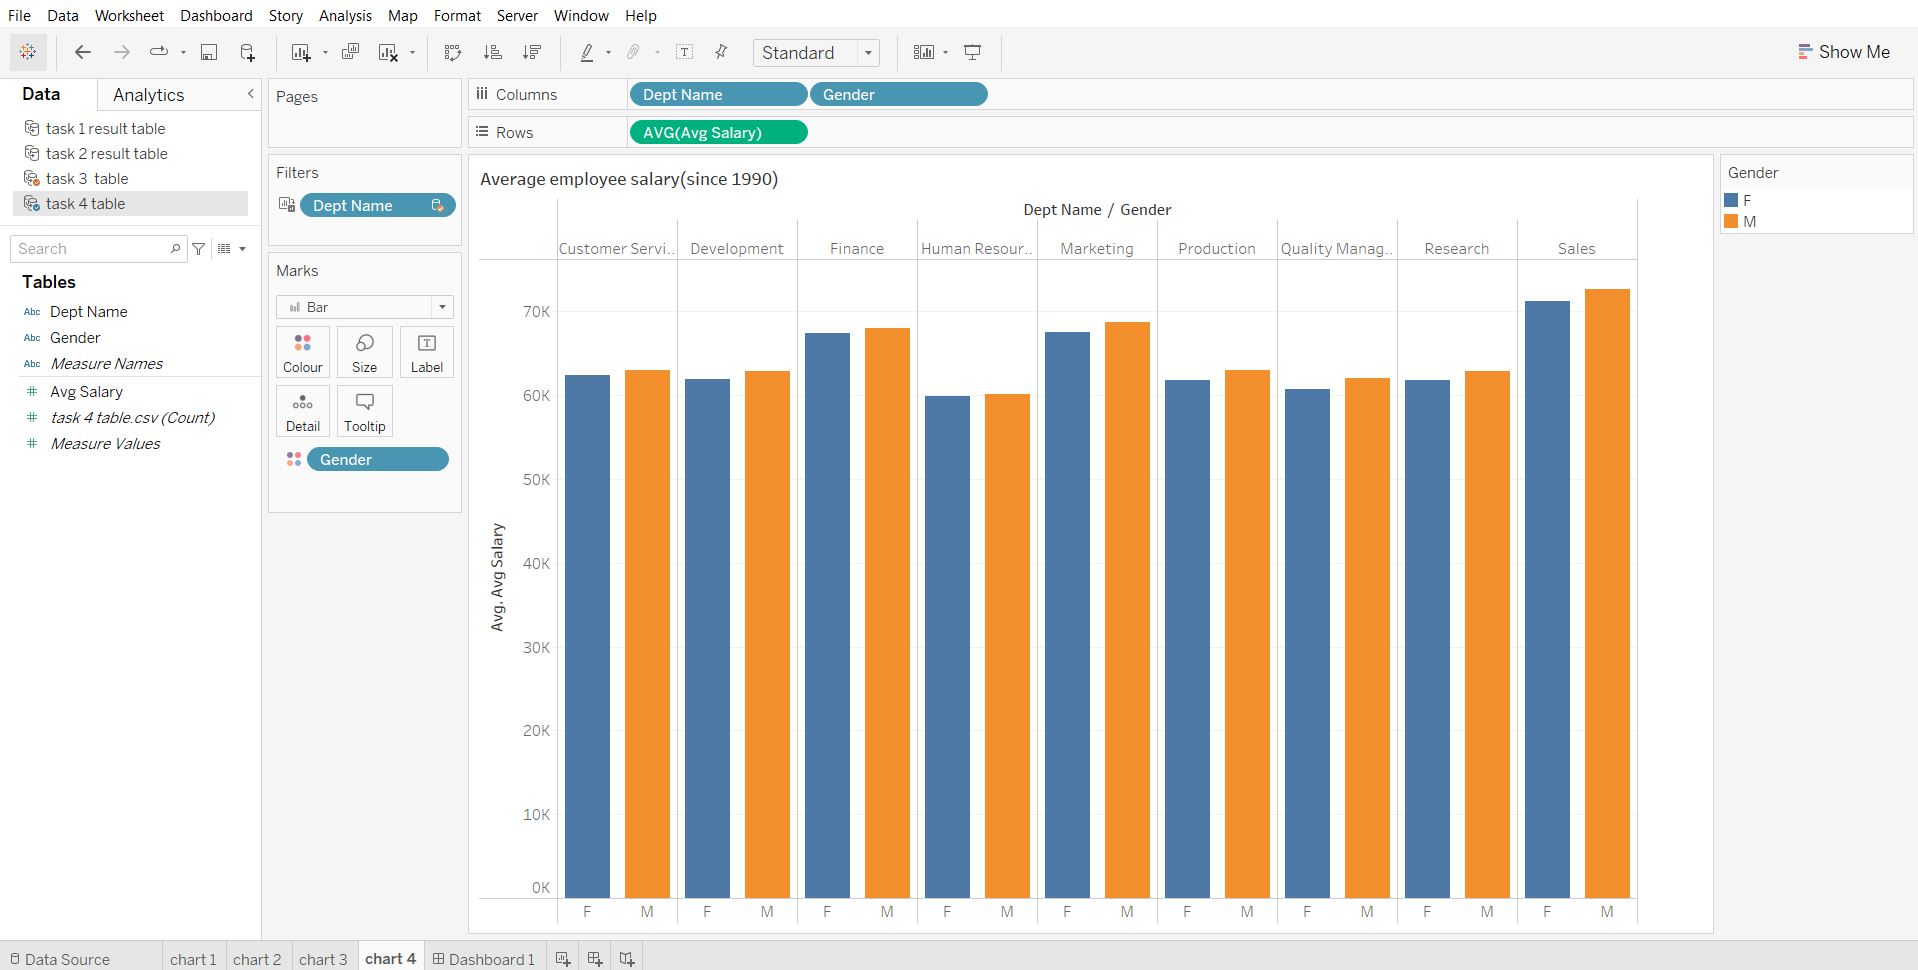 File Data Worksheet Dashboard Story Analysis Map Format Server Window Help
Standard
Show Me
Data Analytics
task 1 result table
task 2 result table
task 3 table
task 4 table
Search
Tables
Abc Dept Name
Abc Gender
Abc Measure Names
# Avg Salary
# task 4 table.csv (Count)
# Measure Values
Pages
Filters
Dept Name
Marks
Bar
Colour Size Label
Detail Tooltip
Gender
Columns Dept Name Gender
Rows AVG(Avg Salary)
Average employee salary(since 1990)
Dept Name / Gender
Customer Servi.. Development Finance Human Resour.. Marketing Production Quality Manag.. Research Sales
70K
60K
50K
40K
30K
20K
10K
0K
Avg. Avg Salary
F M F M F M F M F M F M F M F M F M
Gender
F
M
Data Source chart 1 chart 2 chart 3 chart 4 Dashboard 1